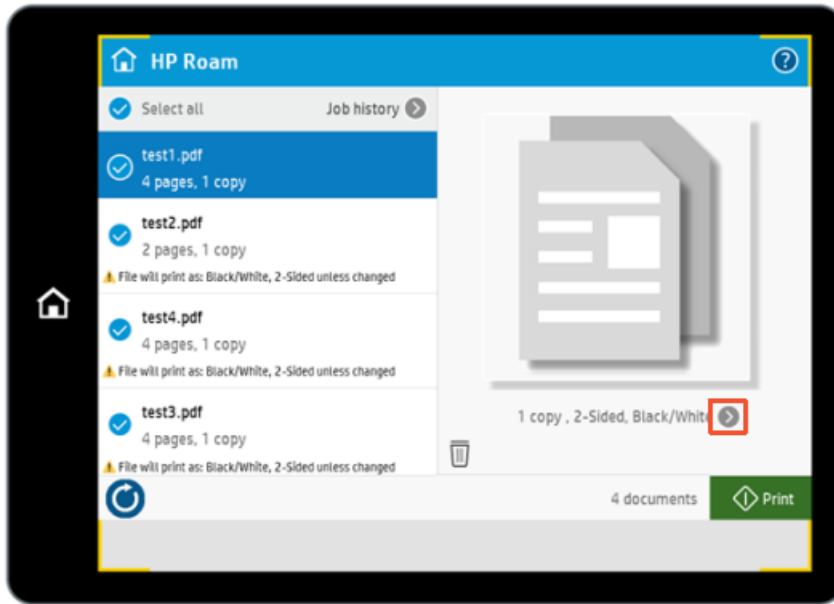 HP Roam
?
Select all
Job history
test1.pdf
4 pages, 1 copy
test2.pdf
2 pages, 1 copy
File will print as: Black/White, 2-Sided unless changed
test4.pdf
4 pages, 1 copy
File will print as: Black/White, 2-Sided unless changed
test3.pdf
4 pages, 1 copy
File will print as: Black/White, 2-Sided unless changed
1 copy , 2-Sided, Black/White
4 documents
Print